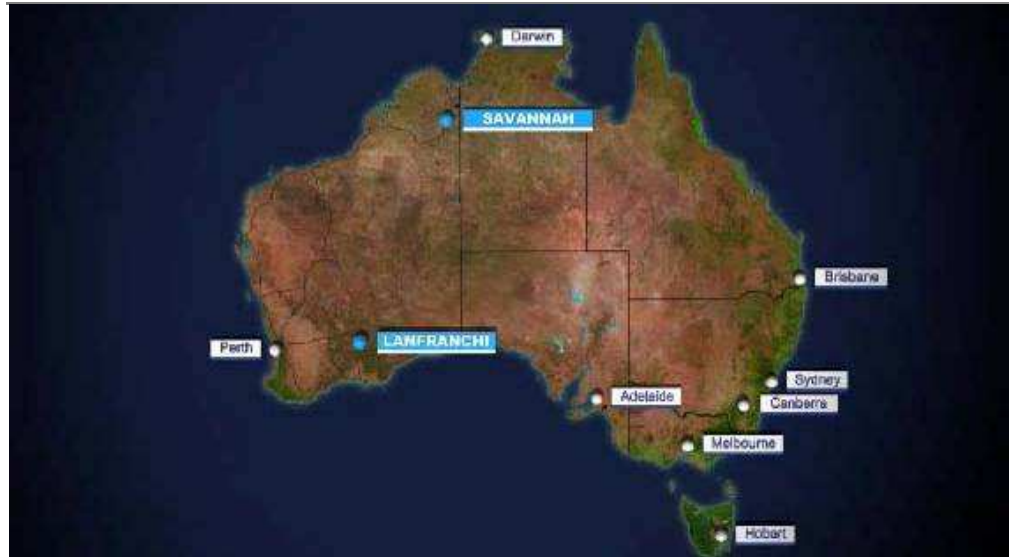 Darwin
SAVANNAH
Brisbane
LANFRANCHI
Perth
Sydney
Adelaide
Canberra
Melbourne
Hobart